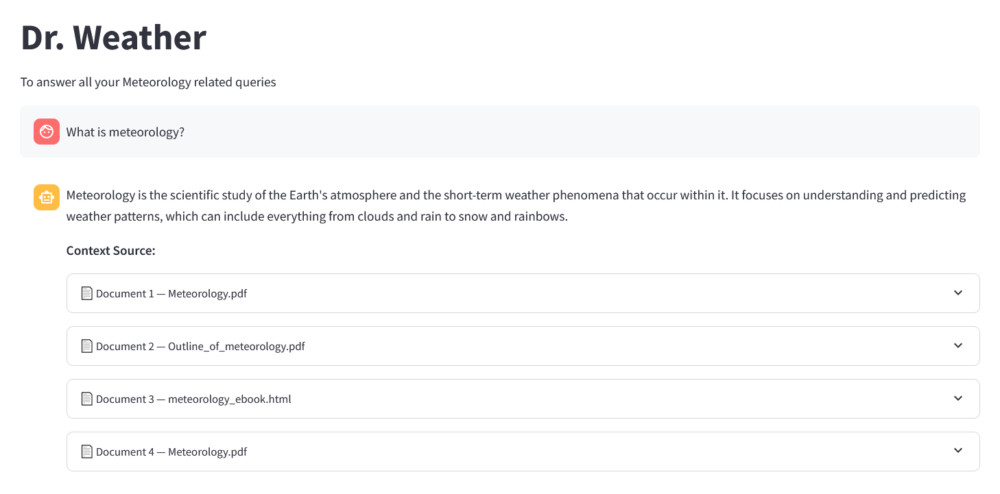 Dr. Weather
To answer all your Meteorology related queries
What is meteorology?
Meteorology is the scientific study of the Earth's atmosphere and the short-term weather phenomena that occur within it. It focuses on understanding and predicting
weather patterns, which can include everything from clouds and rain to snow and rainbows.
Context Source:
Document 1 — Meteorology.pdf
Document 2 — Outline_of_meteorology.pdf
Document 3 — meteorology_ebook.html
Document 4 — Meteorology.pdf